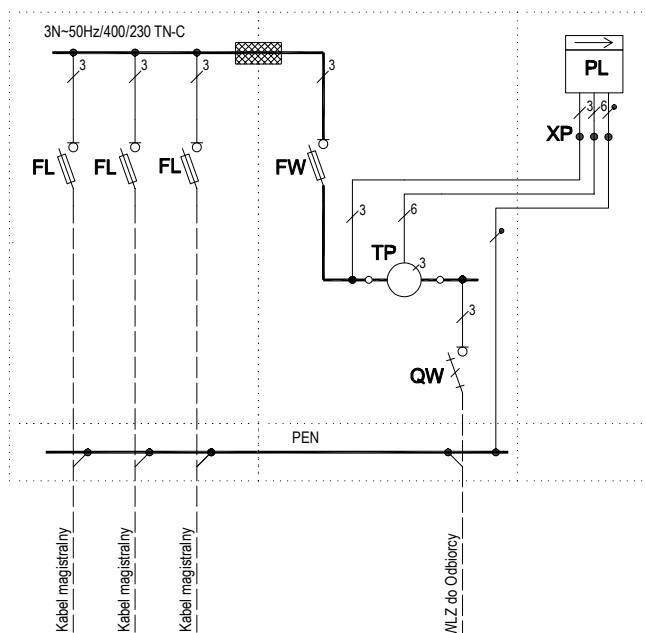 3N~50Hz/400/230 TN-C
3
3
3
3
PL
3
6
XP
FL
FL
FL
FW
3
6
TP
3
3
QW
PEN
Kabel magistralny
Kabel magistralny
Kabel magistralny
WLZ do Odbiorcy